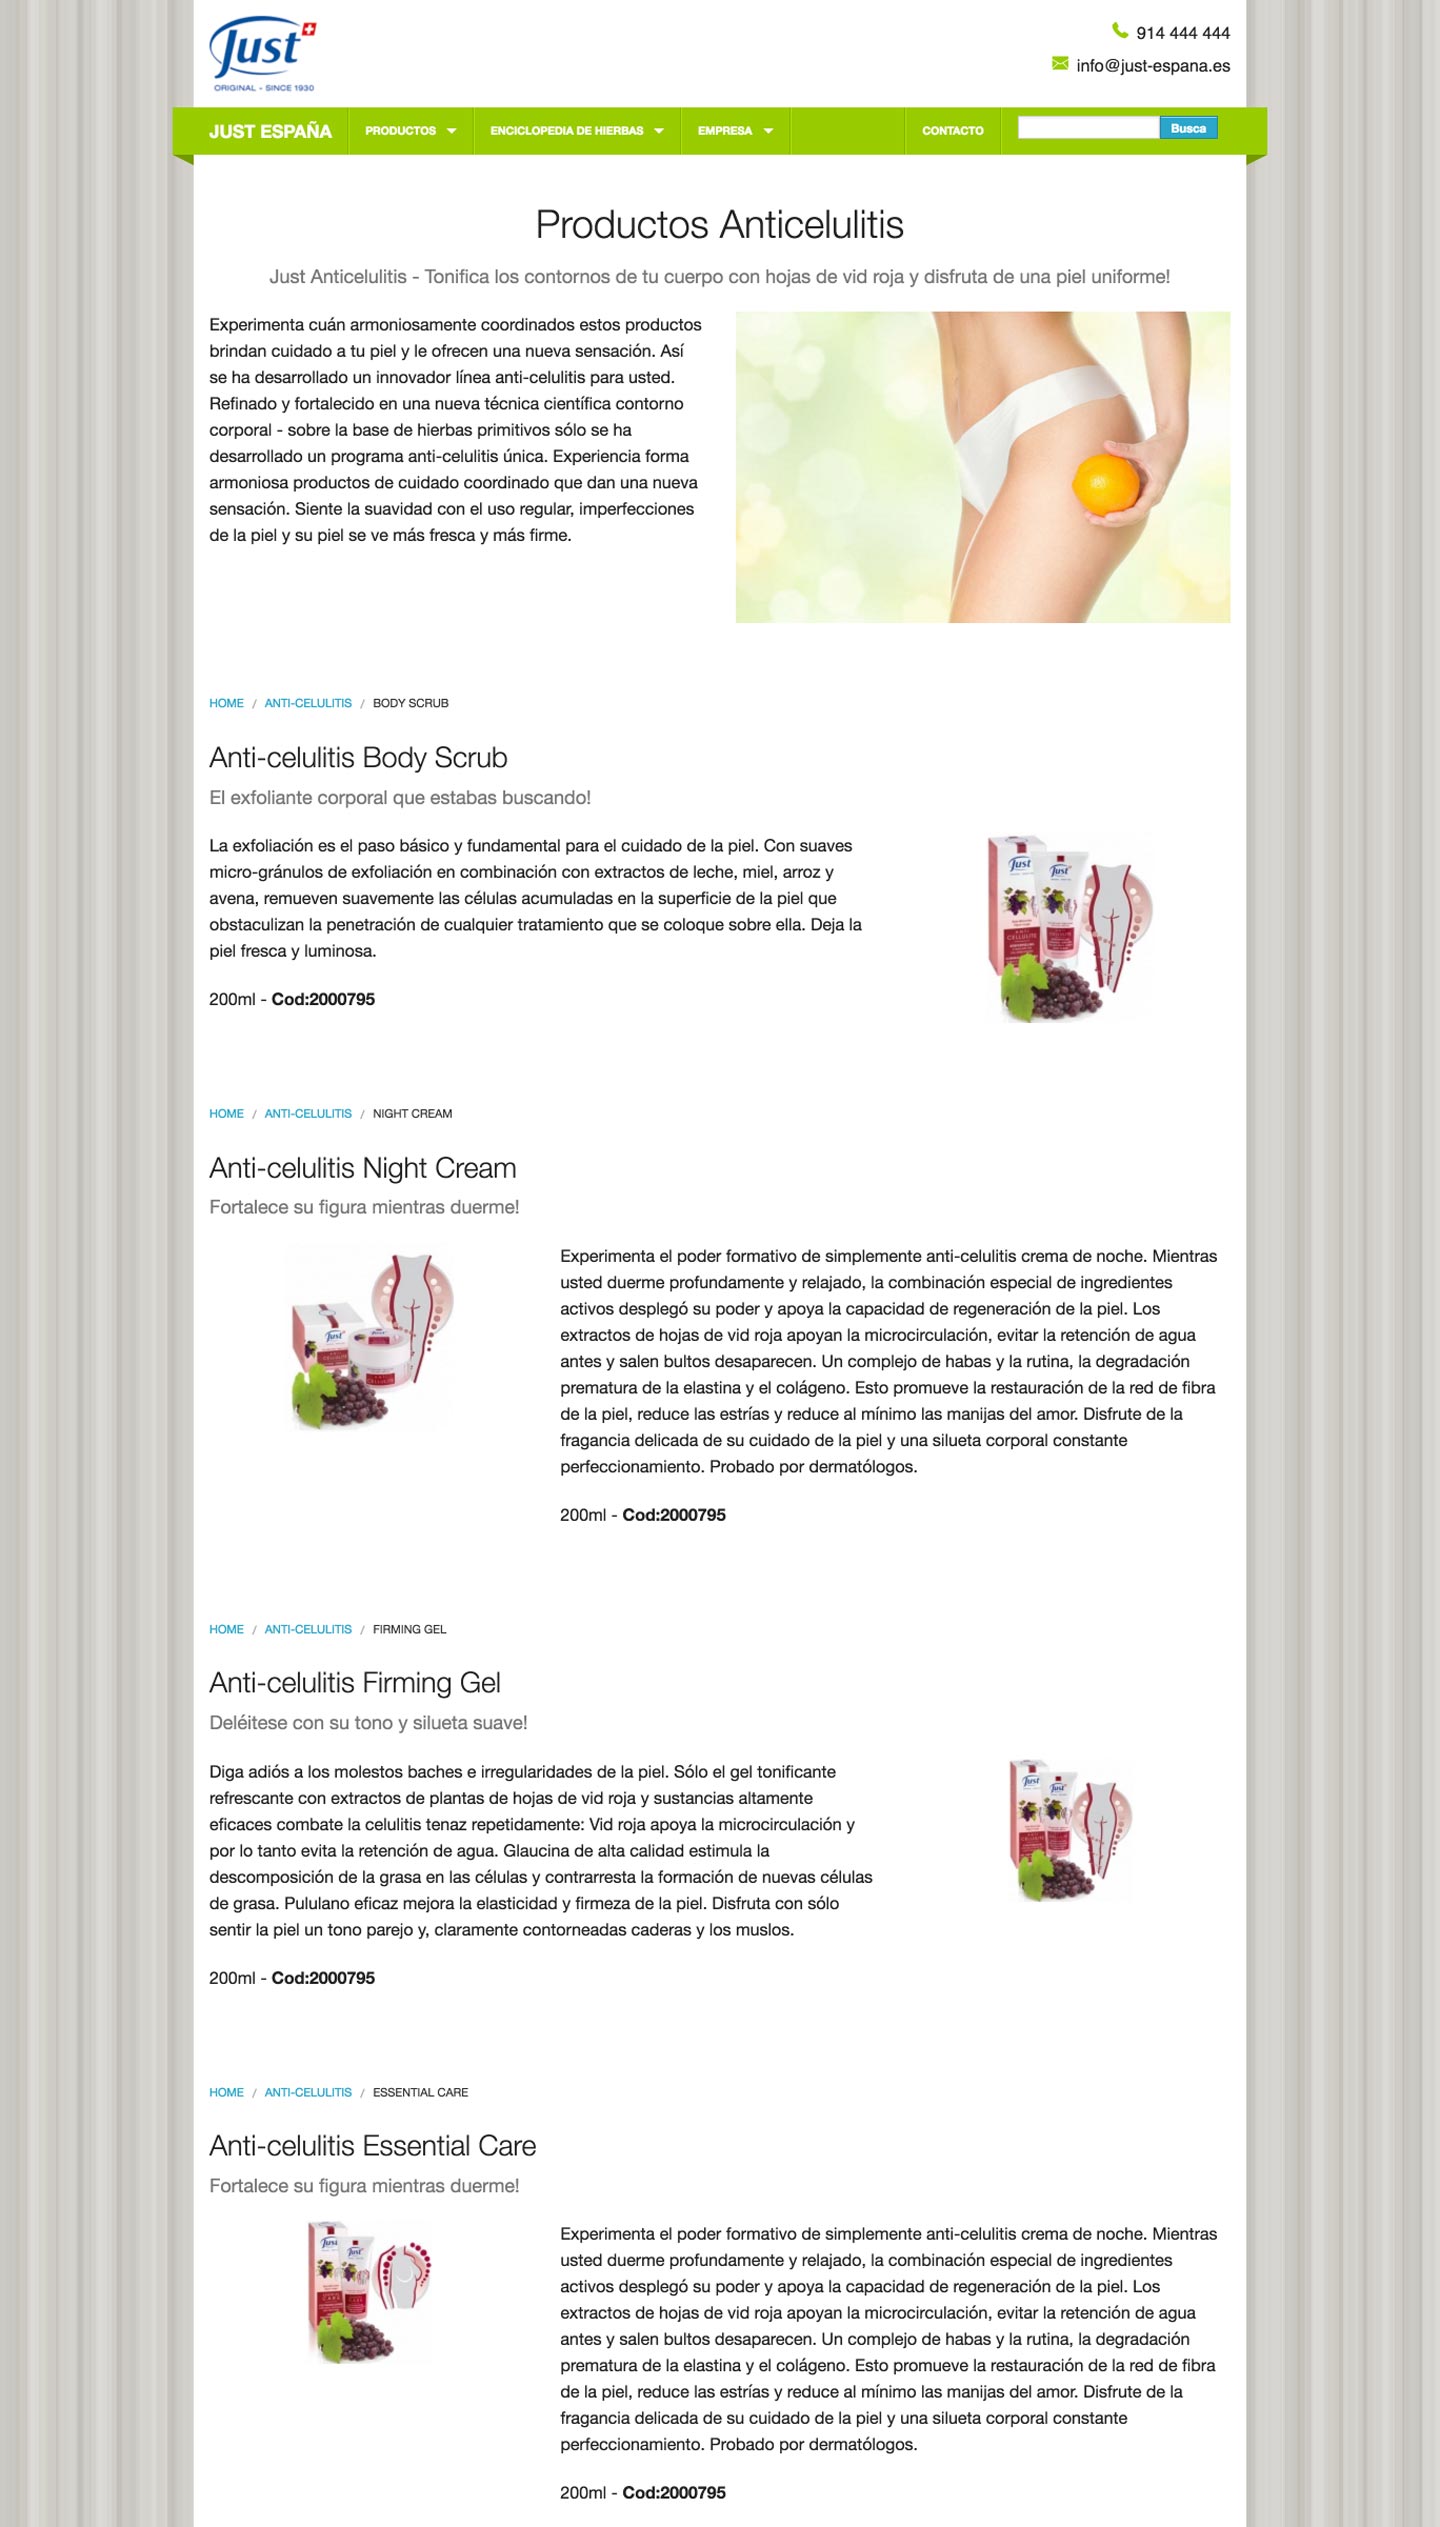 Just
ORIGINAL - SINCE 1930
914 444 444
info@just-espana.es
JUST ESPAÑA PRODUCTOS ENCICLOPEDIA DE HIERBAS EMPRESA CONTACTO Busca
Productos Anticelulitis
Just Anticelulitis - Tonifica los contornos de tu cuerpo con hojas de vid roja y disfruta de una piel uniforme!
Experimenta cuán armoniosamente coordinados estos productos
brindan cuidado a tu piel y le ofrecen una nueva sensación. Así
se ha desarrollado un innovador línea anti-celulitis para usted.
Refinado y fortalecido en una nueva técnica científica contorno
corporal - sobre la base de hierbas primitivos sólo se ha
desarrollado un programa anti-celulitis única. Experiencia forma
armoniosa productos de cuidado coordinado que dan una nueva
sensación. Siente la suavidad con el uso regular, imperfecciones
de la piel y su piel se ve más fresca y más firme.
HOME / ANTI-CELULITIS / BODY SCRUB
Anti-celulitis Body Scrub
El exfoliante corporal que estabas buscando!
La exfoliación es el paso básico y fundamental para el cuidado de la piel. Con suaves
micro-gránulos de exfoliación en combinación con extractos de leche, miel, arroz y
avena, remueven suavemente las células acumuladas en la superficie de la piel que
obstaculizan la penetración de cualquier tratamiento que se coloque sobre ella. Deja la
piel fresca y luminosa.
200ml - Cod:2000795
HOME / ANTI-CELULITIS / NIGHT CREAM
Anti-celulitis Night Cream
Fortalece su figura mientras duerme!
Experimenta el poder formativo de simplemente anti-celulitis crema de noche. Mientras
usted duerme profundamente y relajado, la combinación especial de ingredientes
activos desplegó su poder y apoya la capacidad de regeneración de la piel. Los
extractos de hojas de vid roja apoyan la microcirculación, evitar la retención de agua
antes y salen bultos desaparecen. Un complejo de habas y la rutina, la degradación
prematura de la elastina y el colágeno. Esto promueve la restauración de la red de fibra
de la piel, reduce las estrías y reduce al mínimo las manijas del amor. Disfrute de la
fragancia delicada de su cuidado de la piel y una silueta corporal constante
perfeccionamiento. Probado por dermatólogos.
200ml - Cod:2000795
HOME / ANTI-CELULITIS / FIRMING GEL
Anti-celulitis Firming Gel
Deléitese con su tono y silueta suave!
Diga adiós a los molestos baches e irregularidades de la piel. Sólo el gel tonificante
refrescante con extractos de plantas de hojas de vid roja y sustancias altamente
eficaces combate la celulitis tenaz repetidamente: Vid roja apoya la microcirculación y
por lo tanto evita la retención de agua. Glaucina de alta calidad estimula la
descomposición de la grasa en las células y contrarresta la formación de nuevas células
de grasa. Pululano eficaz mejora la elasticidad y firmeza de la piel. Disfruta con sólo
sentir la piel un tono parejo y, claramente contorneadas caderas y los muslos.
200ml - Cod:2000795
HOME / ANTI-CELULITIS / ESSENTIAL CARE
Anti-celulitis Essential Care
Fortalece su figura mientras duerme!
Experimenta el poder formativo de simplemente anti-celulitis crema de noche. Mientras
usted duerme profundamente y relajado, la combinación especial de ingredientes
activos desplegó su poder y apoya la capacidad de regeneración de la piel. Los
extractos de hojas de vid roja apoyan la microcirculación, evitar la retención de agua
antes y salen bultos desaparecen. Un complejo de habas y la rutina, la degradación
prematura de la elastina y el colágeno. Esto promueve la restauración de la red de fibra
de la piel, reduce las estrías y reduce al mínimo las manijas del amor. Disfrute de la
fragancia delicada de su cuidado de la piel y una silueta corporal constante
perfeccionamiento. Probado por dermatólogos.
200ml - Cod:2000795